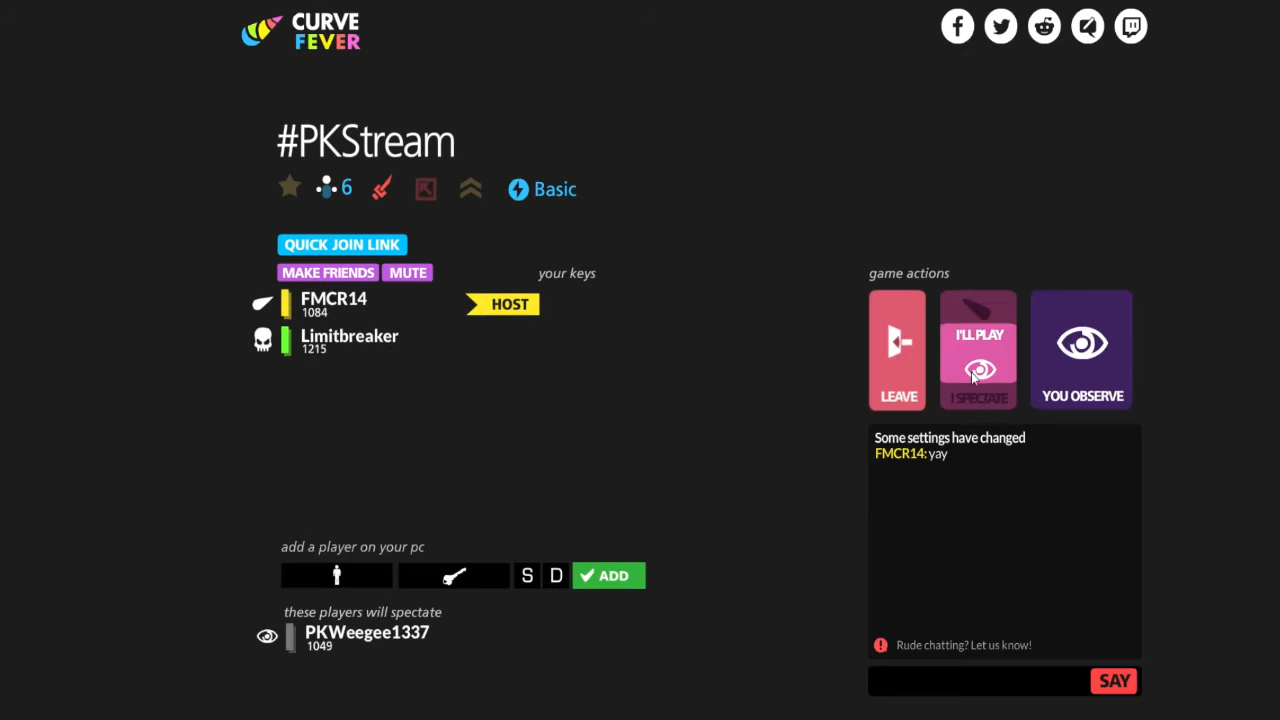 CURVE
FEVER
#PKStream
6
Basic
QUICK JOIN LINK
MAKE FRIENDS
MUTE
your keys
FMCR14
1084
HOST
Limitbreaker
1215
game actions
LEAVE
I'LL PLAY
I SPECTATE
YOU OBSERVE
Some settings have changed
FMCR14: yay
Rude chatting? Let us know!
SAY
add a player on your pc
S
D
ADD
these players will spectate
PKWeegee1337
1049